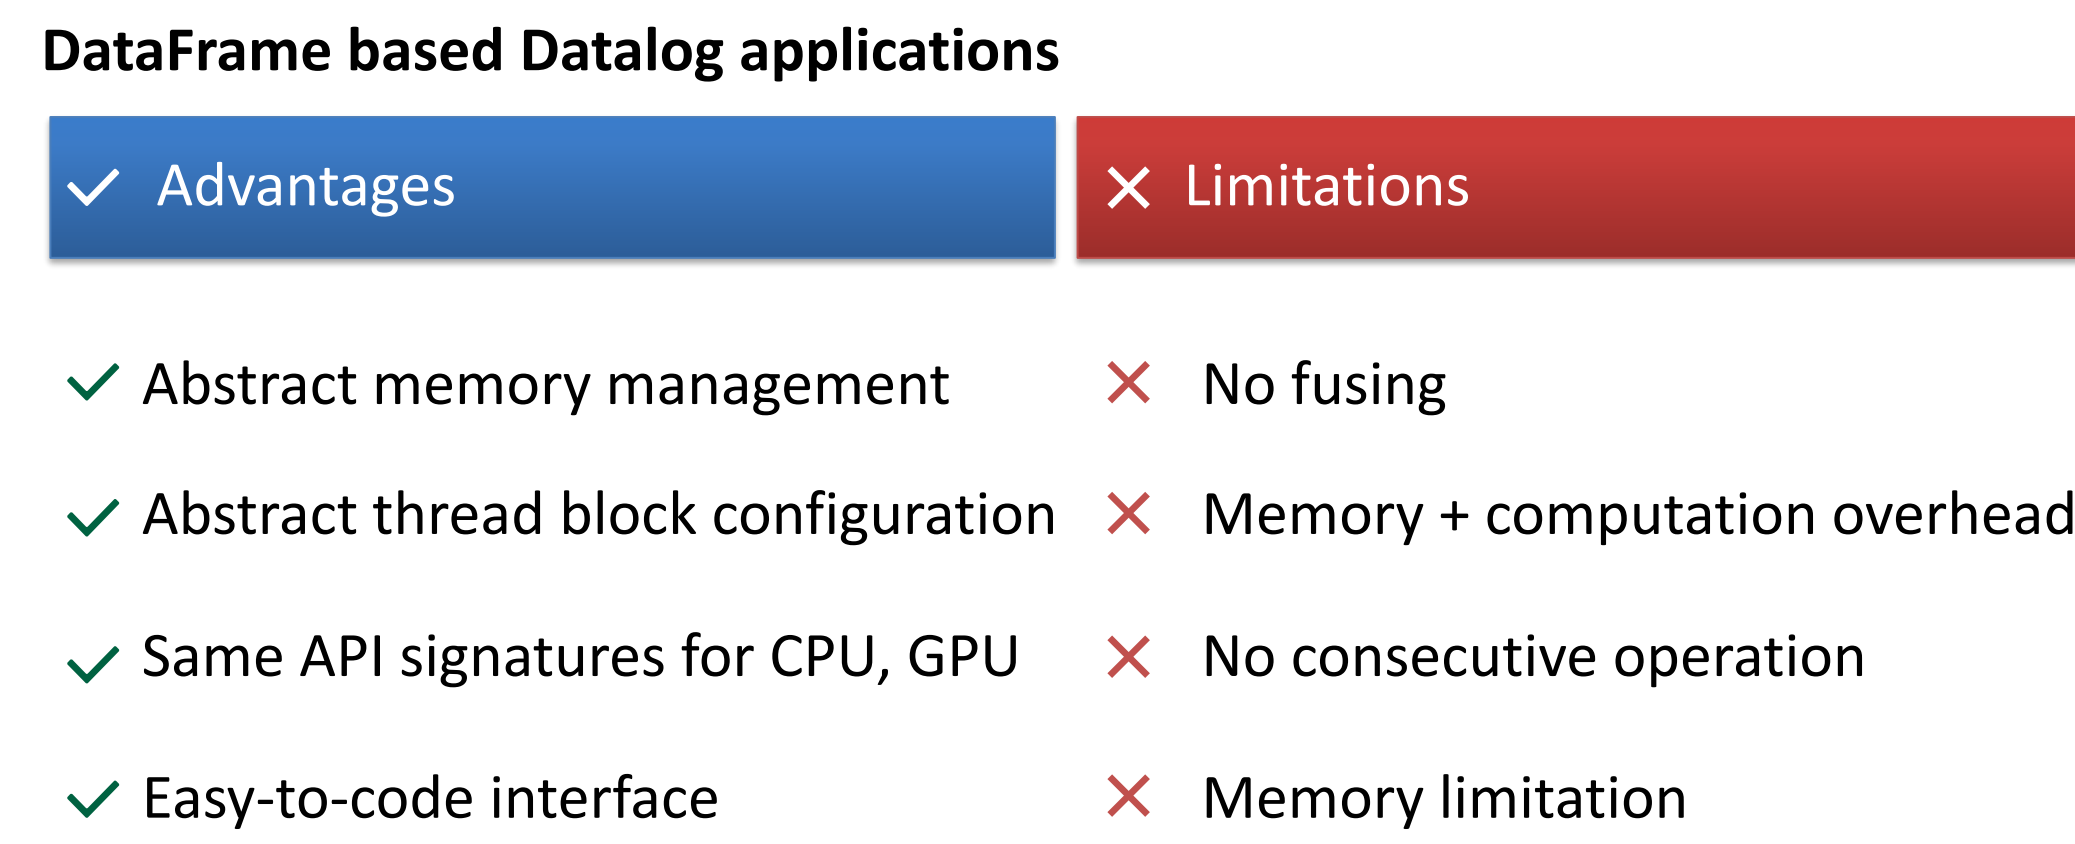 DataFrame based Datalog applications
Advantages
Limitations
Abstract memory management
No fusing
Abstract thread block configuration
Memory + computation overhead
Same API signatures for CPU, GPU
No consecutive operation
Easy-to-code interface
Memory limitation